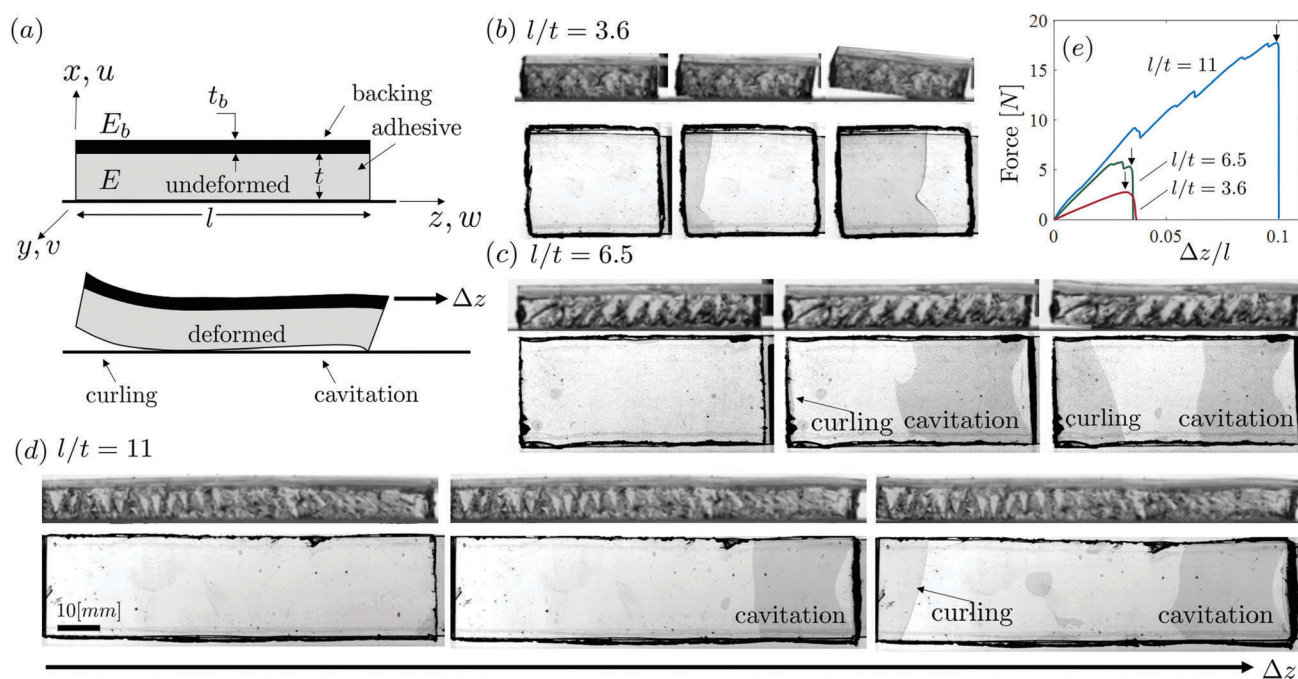 (a)
x, u
t_b
backing
E_b
adhesive
E
undeformed
t
l
z, w
y, v
Δz
deformed
curling
cavitation
(b) l/t = 3.6
(e)
20
15
10
5
0
Force [N]
l/t = 11
l/t = 6.5
l/t = 3.6
0
0.05
0.1
Δz/l
(c) l/t = 6.5
curling
cavitation
curling
cavitation
(d) l/t = 11
10[mm]
cavitation
curling
cavitation
Δz